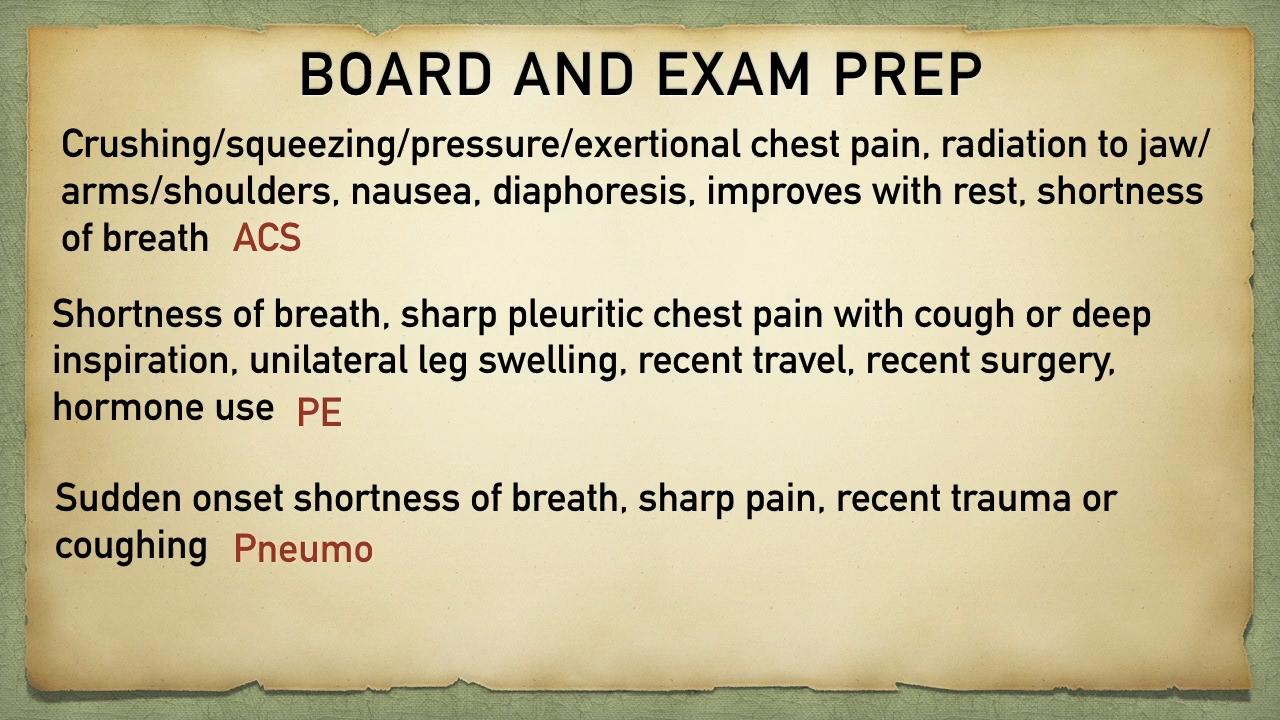 BOARD AND EXAM PREP
Crushing/squeezing/pressure/exertional chest pain, radiation to jaw/
arms/shoulders, nausea, diaphoresis, improves with rest, shortness
of breath ACS
Shortness of breath, sharp pleuritic chest pain with cough or deep
inspiration, unilateral leg swelling, recent travel, recent surgery,
hormone use PE
Sudden onset shortness of breath, sharp pain, recent trauma or
coughing Pneumo